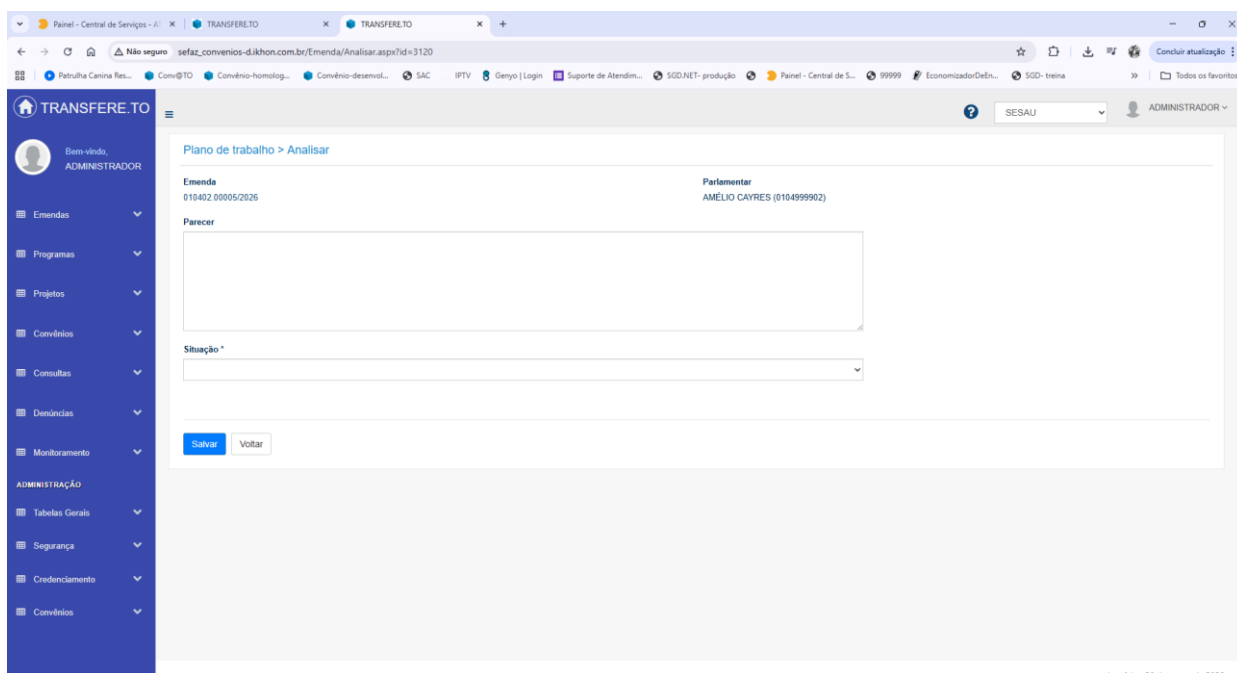 Painel - Central de Serviços - A
TRANSFERE.TO
TRANSFERE.TO
Não seguro
sefaz_convenios-d.ikhon.com.br/Emenda/Analisar.aspx?id=3120
Concluir atualização
Patrulha Canina Res...
Conv@TO
Convênio-homolog...
Convênio-desenvol...
SAC
IPTV
Genyo | Login
Suporte de Atendim...
SGD.NET- produção
Painel - Central de S...
99999
EconomizadorDeEn...
SGD- treina
Todos os favoritos
TRANSFERE.TO
SESAU
ADMINISTRADOR
Bem-vindo,
ADMINISTRADOR
Emendas
Programas
Projetos
Convênios
Consultas
Denúncias
Monitoramento
ADMINISTRAÇÃO
Tabelas Gerais
Segurança
Credenciamento
Convênios
Plano de trabalho > Analisar
Emenda
010402.00005/2026
Parlamentar
AMÉLIO CAYRES (0104999902)
Parecer
Situação *
Salvar
Voltar